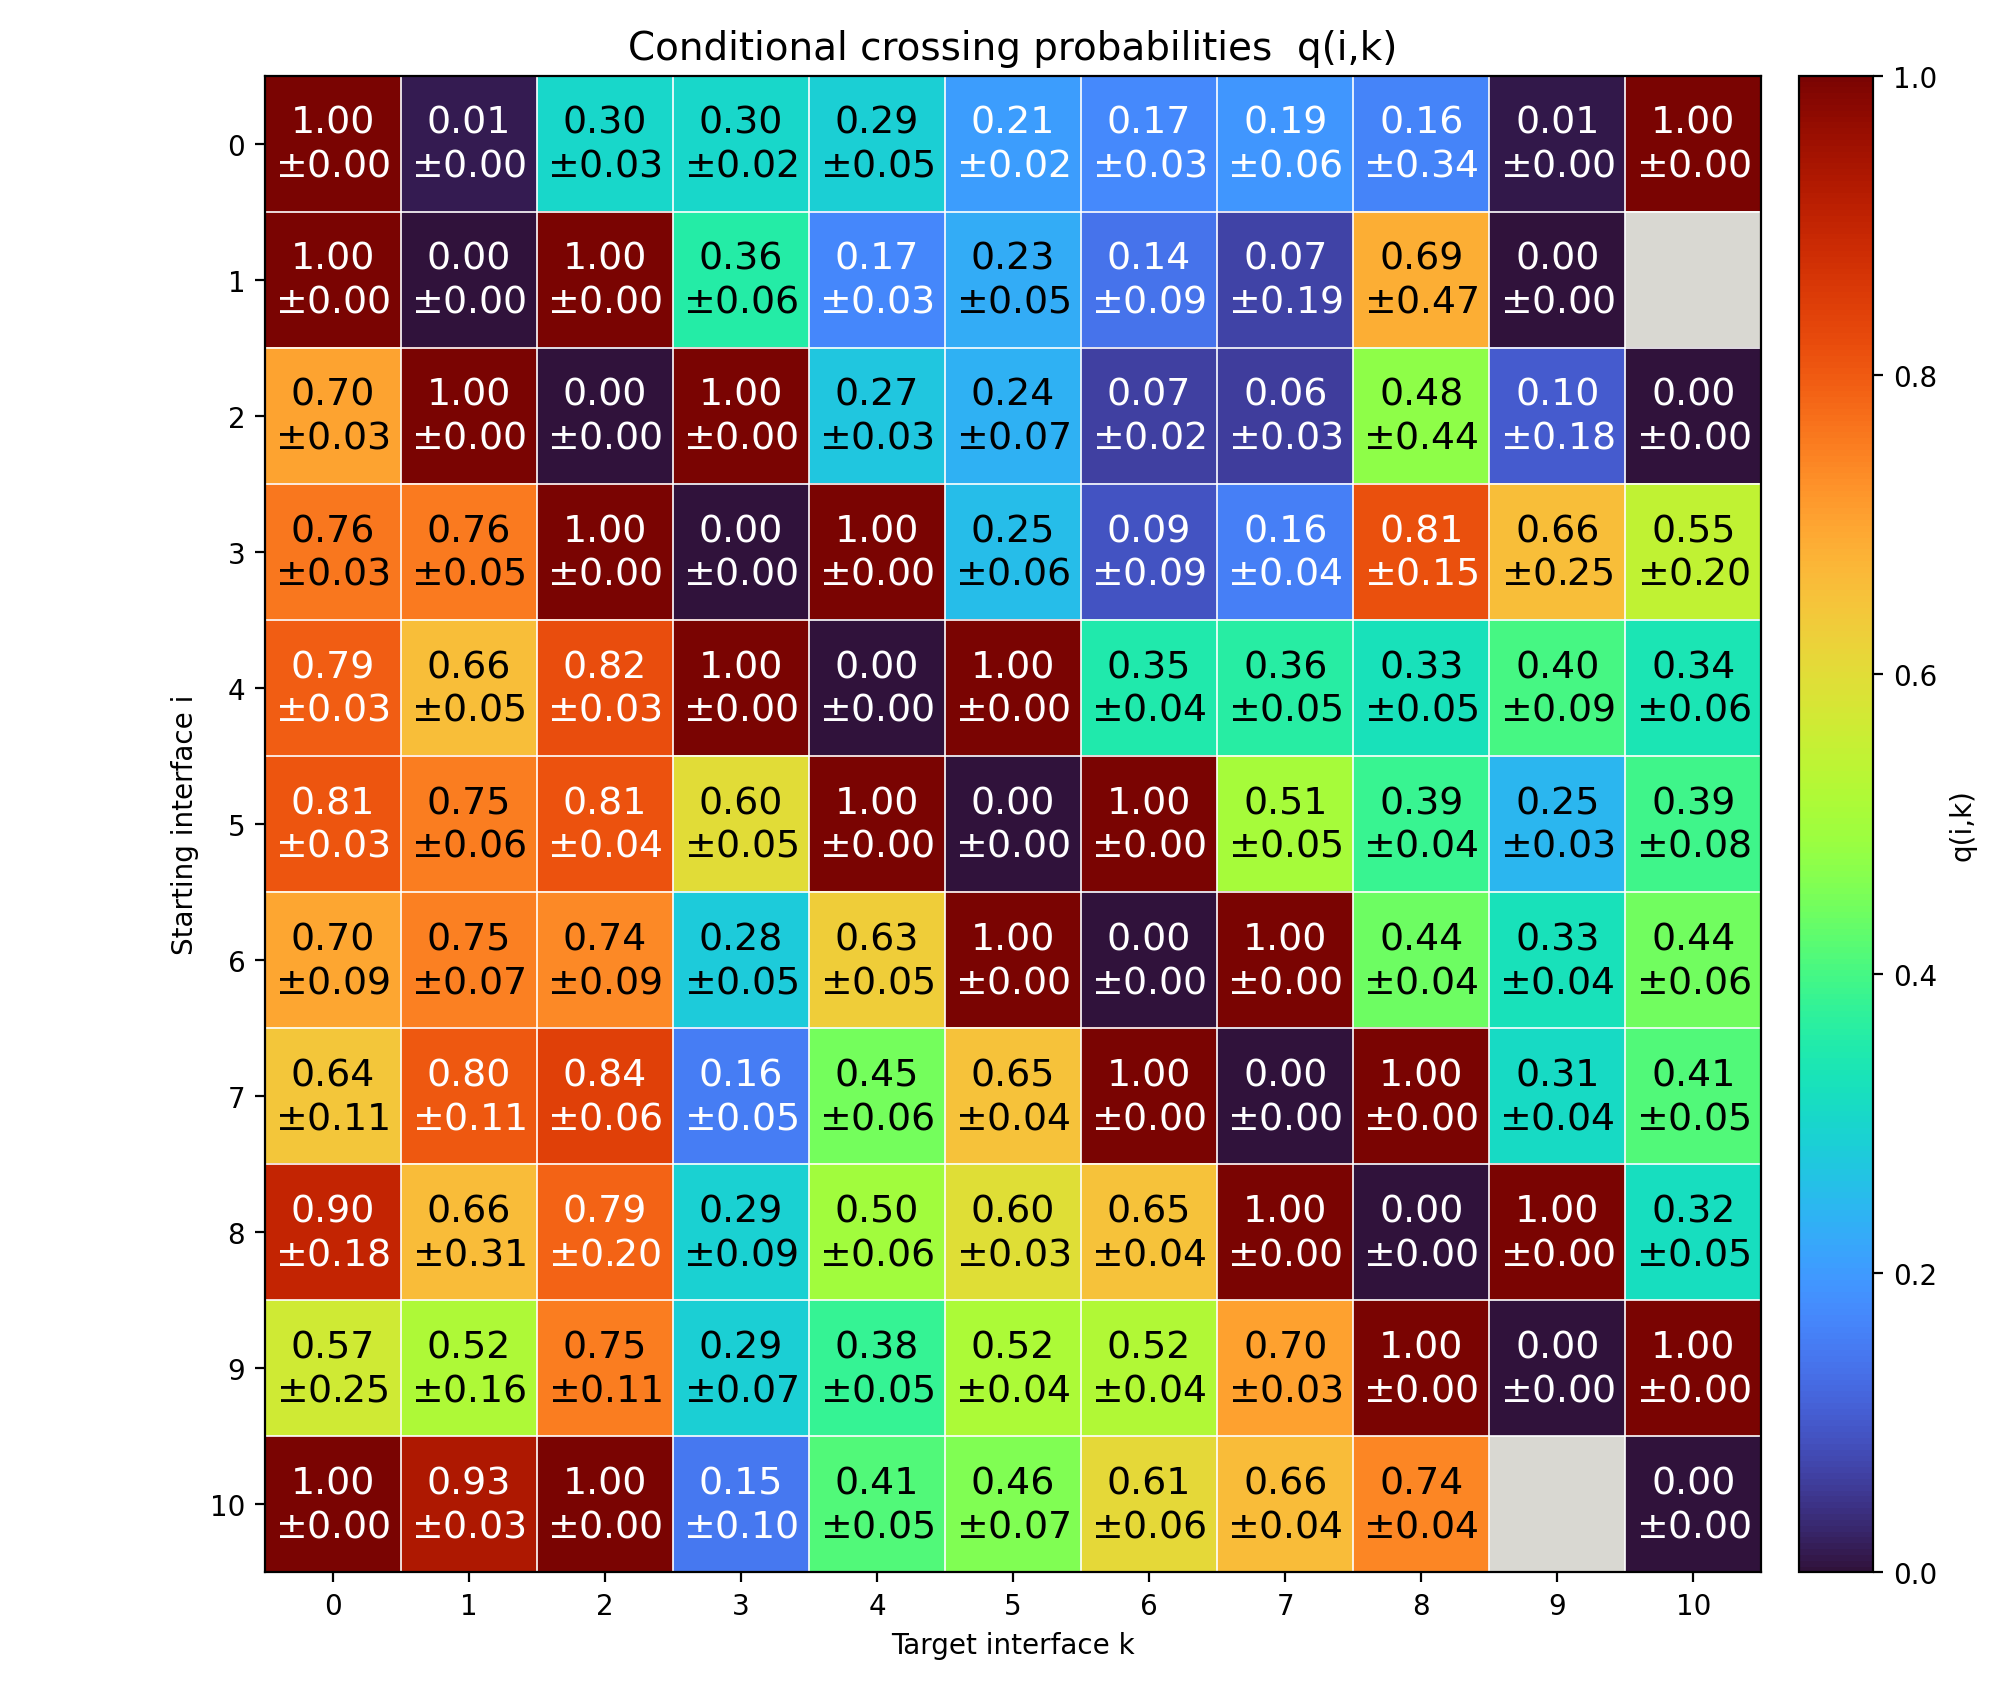 Conditional crossing probabilities  q(i,k)
0
1.00 0.01 0.30 0.30 0.29 0.21 0.17 0.19 0.16 0.01 1.00
±0.00 ±0.00 ±0.03 ±0.02 ±0.05 ±0.02 ±0.03 ±0.06 ±0.34 ±0.00 ±0.00
1
1.00 0.00 1.00 0.36 0.17 0.23 0.14 0.07 0.69 0.00
±0.00 ±0.00 ±0.00 ±0.06 ±0.03 ±0.05 ±0.09 ±0.19 ±0.47 ±0.00
2
0.70 1.00 0.00 1.00 0.27 0.24 0.07 0.06 0.48 0.10 0.00
±0.03 ±0.00 ±0.00 ±0.00 ±0.03 ±0.07 ±0.02 ±0.03 ±0.44 ±0.18 ±0.00
3
0.76 0.76 1.00 0.00 1.00 0.25 0.09 0.16 0.81 0.66 0.55
±0.03 ±0.05 ±0.00 ±0.00 ±0.00 ±0.06 ±0.09 ±0.04 ±0.15 ±0.25 ±0.20
4
0.79 0.66 0.82 1.00 0.00 1.00 0.35 0.36 0.33 0.40 0.34
±0.03 ±0.05 ±0.03 ±0.00 ±0.00 ±0.00 ±0.04 ±0.05 ±0.05 ±0.09 ±0.06
5
0.81 0.75 0.81 0.60 1.00 0.00 1.00 0.51 0.39 0.25 0.39
±0.03 ±0.06 ±0.04 ±0.05 ±0.00 ±0.00 ±0.00 ±0.05 ±0.04 ±0.03 ±0.08
6
0.70 0.75 0.74 0.28 0.63 1.00 0.00 1.00 0.44 0.33 0.44
±0.09 ±0.07 ±0.09 ±0.05 ±0.05 ±0.00 ±0.00 ±0.00 ±0.04 ±0.04 ±0.06
7
0.64 0.80 0.84 0.16 0.45 0.65 1.00 0.00 1.00 0.31 0.41
±0.11 ±0.11 ±0.06 ±0.05 ±0.06 ±0.04 ±0.00 ±0.00 ±0.00 ±0.04 ±0.05
8
0.90 0.66 0.79 0.29 0.50 0.60 0.65 1.00 0.00 1.00 0.32
±0.18 ±0.31 ±0.20 ±0.09 ±0.06 ±0.03 ±0.04 ±0.00 ±0.00 ±0.00 ±0.05
9
0.57 0.52 0.75 0.29 0.38 0.52 0.52 0.70 1.00 0.00 1.00
±0.25 ±0.16 ±0.11 ±0.07 ±0.05 ±0.04 ±0.04 ±0.03 ±0.00 ±0.00 ±0.00
10
1.00 0.93 1.00 0.15 0.41 0.46 0.61 0.66 0.74 0.00
±0.00 ±0.03 ±0.00 ±0.10 ±0.05 ±0.07 ±0.06 ±0.04 ±0.04 ±0.00
0 1 2 3 4 5 6 7 8 9 10
Target interface k
Starting interface i
1.0
0.8
0.6
0.4
0.2
0.0
q(i,k)